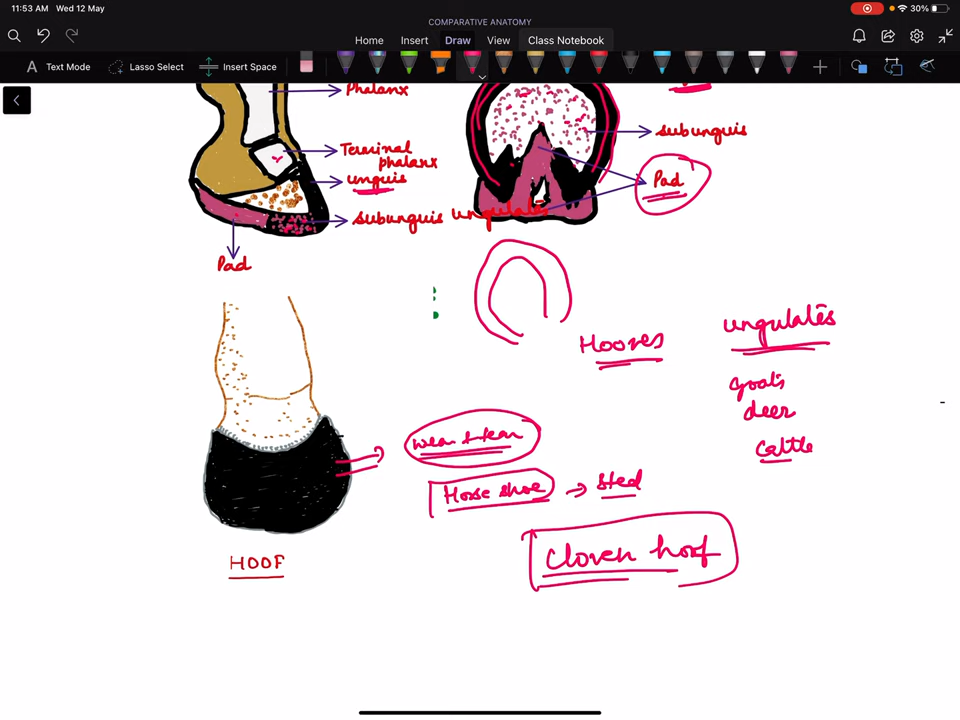 11:53 AM Wed 12 May
30%
COMPARATIVE ANATOMY
Home Insert Draw View Class Notebook
Text Mode Lasso Select Insert Space
Phalanx
Terminal
phalanx
unguis
subunguis
Pad
subunguis
Pad
ungulates
Hooves
ungulates
goats
deer
cattle
wear & tear
Horse shoe → steel
cloven hoof
HOOF